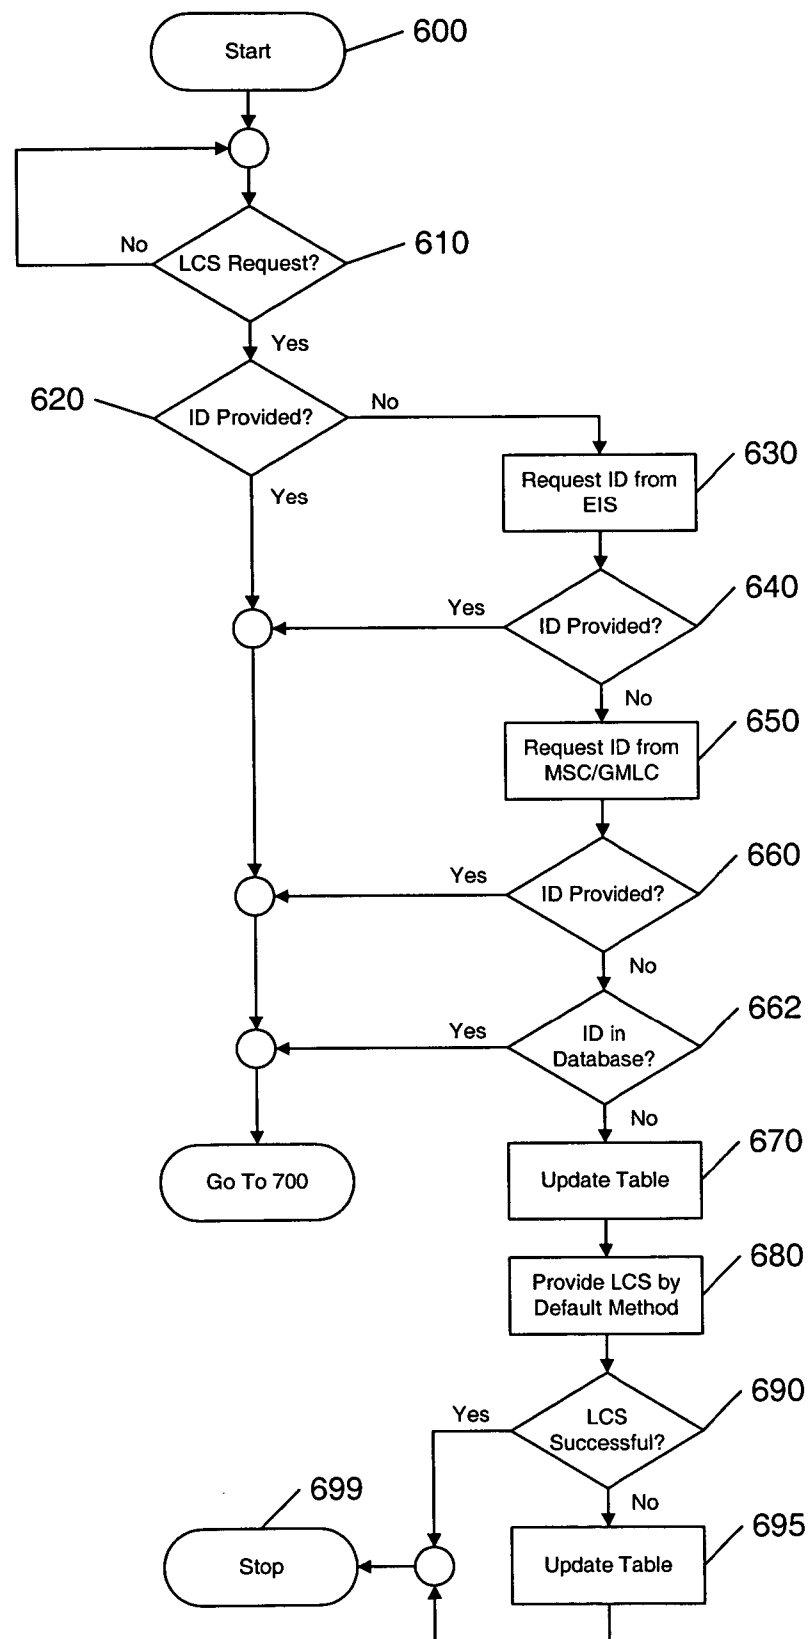 Start
600
No
LCS Request?
610
Yes
620
ID Provided?
No
630
Request ID from
EIS
Yes
640
Yes
ID Provided?
No
650
Request ID from
MSC/GMLC
660
Yes
ID Provided?
No
662
Yes
ID in
Database?
No
670
Go To 700
Update Table
680
Provide LCS by
Default Method
690
Yes
LCS
Successful?
699
No
695
Stop
Update Table